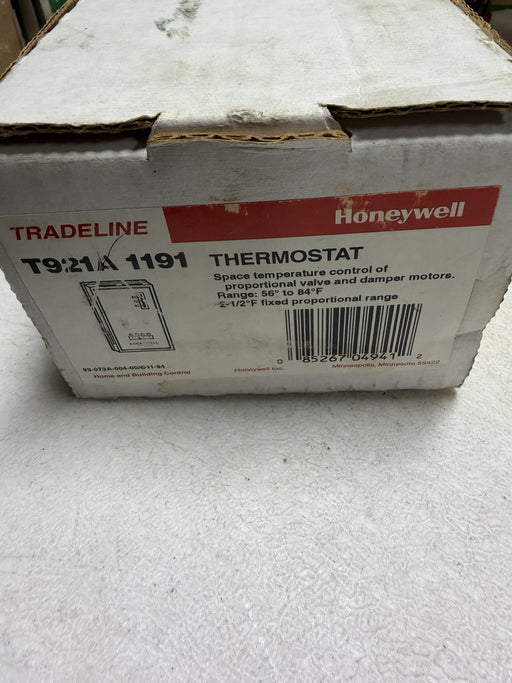 TRADELINE Honeywell
T921A 1191 THERMOSTAT
Space temperature control of
proportional valve and damper motors.
Range: 56° to 84°F
2-1/2°F fixed proportional range
0 85267 04941 2
Home and Building Control Honeywell Inc. Minneapolis, Minnesota 55422